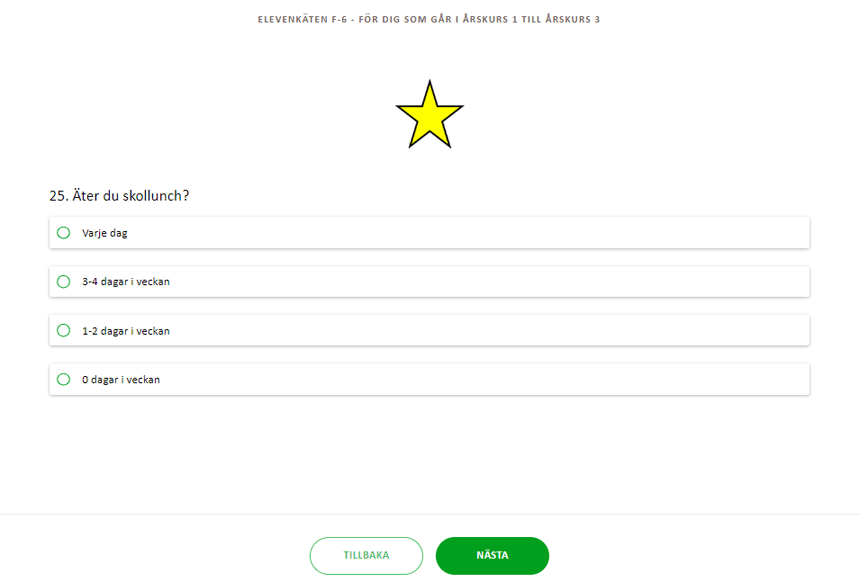 ELEVENKÄTEN F-6 - FÖR DIG SOM GÅR I ÅRSKURS 1 TILL ÅRSKURS 3
25. Äter du skollunch?
Varje dag
3-4 dagar i veckan
1-2 dagar i veckan
0 dagar i veckan
TILLBAKA
NÄSTA